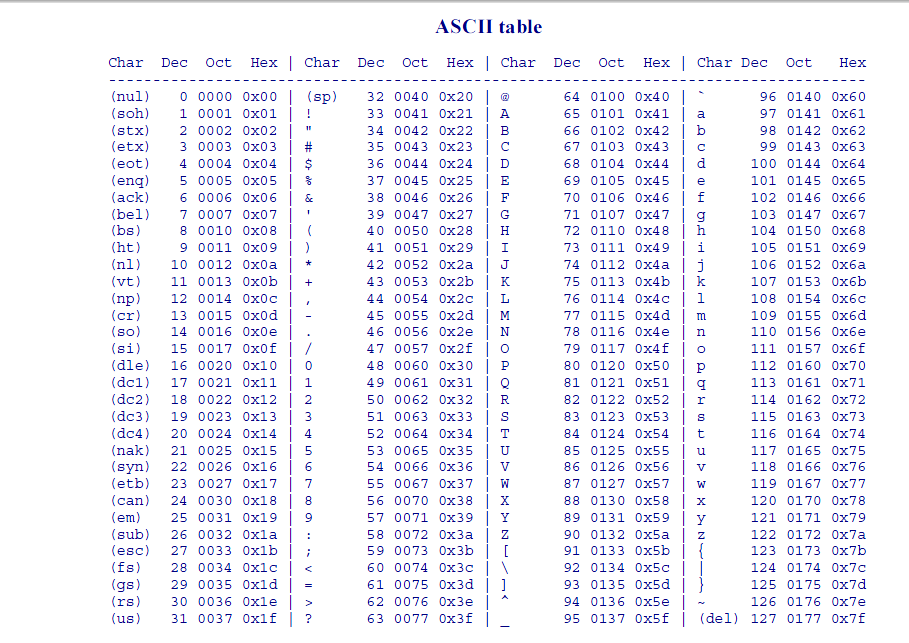 ASCII table
Char  Dec  Oct  Hex | Char  Dec  Oct  Hex | Char  Dec  Oct  Hex | Char Dec  Oct   Hex
--------------------------------------------------------------------------------------
(nul)   0 0000 0x00 | (sp)   32 0040 0x20 | @      64 0100 0x40 | `      96 0140 0x60
(soh)   1 0001 0x01 | !      33 0041 0x21 | A      65 0101 0x41 | a      97 0141 0x61
(stx)   2 0002 0x02 | "      34 0042 0x22 | B      66 0102 0x42 | b      98 0142 0x62
(etx)   3 0003 0x03 | #      35 0043 0x23 | C      67 0103 0x43 | c      99 0143 0x63
(eot)   4 0004 0x04 | $      36 0044 0x24 | D      68 0104 0x44 | d     100 0144 0x64
(enq)   5 0005 0x05 | %      37 0045 0x25 | E      69 0105 0x45 | e     101 0145 0x65
(ack)   6 0006 0x06 | &      38 0046 0x26 | F      70 0106 0x46 | f     102 0146 0x66
(bel)   7 0007 0x07 | '      39 0047 0x27 | G      71 0107 0x47 | g     103 0147 0x67
(bs)    8 0010 0x08 | (      40 0050 0x28 | H      72 0110 0x48 | h     104 0150 0x68
(ht)    9 0011 0x09 | )      41 0051 0x29 | I      73 0111 0x49 | i     105 0151 0x69
(nl)   10 0012 0x0a | *      42 0052 0x2a | J      74 0112 0x4a | j     106 0152 0x6a
(vt)   11 0013 0x0b | +      43 0053 0x2b | K      75 0113 0x4b | k     107 0153 0x6b
(np)   12 0014 0x0c | ,      44 0054 0x2c | L      76 0114 0x4c | l     108 0154 0x6c
(cr)   13 0015 0x0d | -      45 0055 0x2d | M      77 0115 0x4d | m     109 0155 0x6d
(so)   14 0016 0x0e | .      46 0056 0x2e | N      78 0116 0x4e | n     110 0156 0x6e
(si)   15 0017 0x0f | /      47 0057 0x2f | O      79 0117 0x4f | o     111 0157 0x6f
(dle)  16 0020 0x10 | 0      48 0060 0x30 | P      80 0120 0x50 | p     112 0160 0x70
(dc1)  17 0021 0x11 | 1      49 0061 0x31 | Q      81 0121 0x51 | q     113 0161 0x71
(dc2)  18 0022 0x12 | 2      50 0062 0x32 | R      82 0122 0x52 | r     114 0162 0x72
(dc3)  19 0023 0x13 | 3      51 0063 0x33 | S      83 0123 0x53 | s     115 0163 0x73
(dc4)  20 0024 0x14 | 4      52 0064 0x34 | T      84 0124 0x54 | t     116 0164 0x74
(nak)  21 0025 0x15 | 5      53 0065 0x35 | U      85 0125 0x55 | u     117 0165 0x75
(syn)  22 0026 0x16 | 6      54 0066 0x36 | V      86 0126 0x56 | v     118 0166 0x76
(etb)  23 0027 0x17 | 7      55 0067 0x37 | W      87 0127 0x57 | w     119 0167 0x77
(can)  24 0030 0x18 | 8      56 0070 0x38 | X      88 0130 0x58 | x     120 0170 0x78
(em)   25 0031 0x19 | 9      57 0071 0x39 | Y      89 0131 0x59 | y     121 0171 0x79
(sub)  26 0032 0x1a | :      58 0072 0x3a | Z      90 0132 0x5a | z     122 0172 0x7a
(esc)  27 0033 0x1b | ;      59 0073 0x3b | [      91 0133 0x5b | {     123 0173 0x7b
(fs)   28 0034 0x1c | <      60 0074 0x3c | \      92 0134 0x5c | |     124 0174 0x7c
(gs)   29 0035 0x1d | =      61 0075 0x3d | ]      93 0135 0x5d | }     125 0175 0x7d
(rs)   30 0036 0x1e | >      62 0076 0x3e | ^      94 0136 0x5e | ~     126 0176 0x7e
(us)   31 0037 0x1f | ?      63 0077 0x3f | _      95 0137 0x5f | (del) 127 0177 0x7f